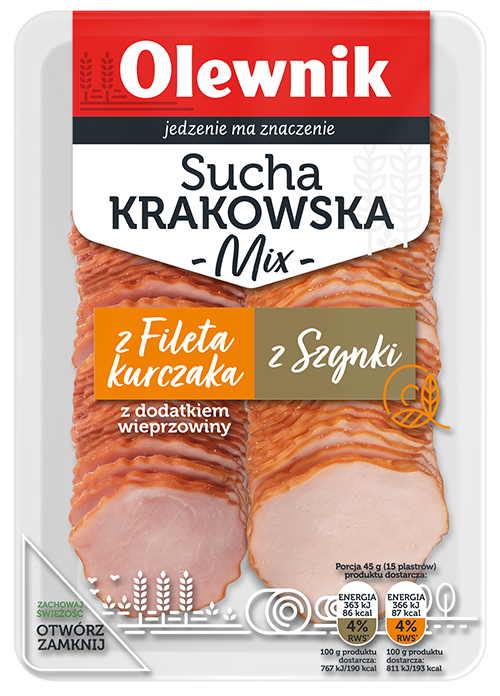 Olewnik
jedzenie ma znaczenie
Sucha
KRAKOWSKA
- Mix -
z Fileta
kurczaka
z Szynki
z dodatkiem
wieprzowiny
Porcja 45 g (15 plastrów)
produktu dostarcza:
ENERGIA
363 kJ
86 kcal
4%
RWS*
100 g produktu
dostarcza:
767 kJ/190 kcal
ENERGIA
366 kJ
87 kcal
4%
RWS*
100 g produktu
dostarcza:
811 kJ/193 kcal
ZACHOWAJ
ŚWIEŻOŚĆ
OTWÓRZ
ZAMKNIJ